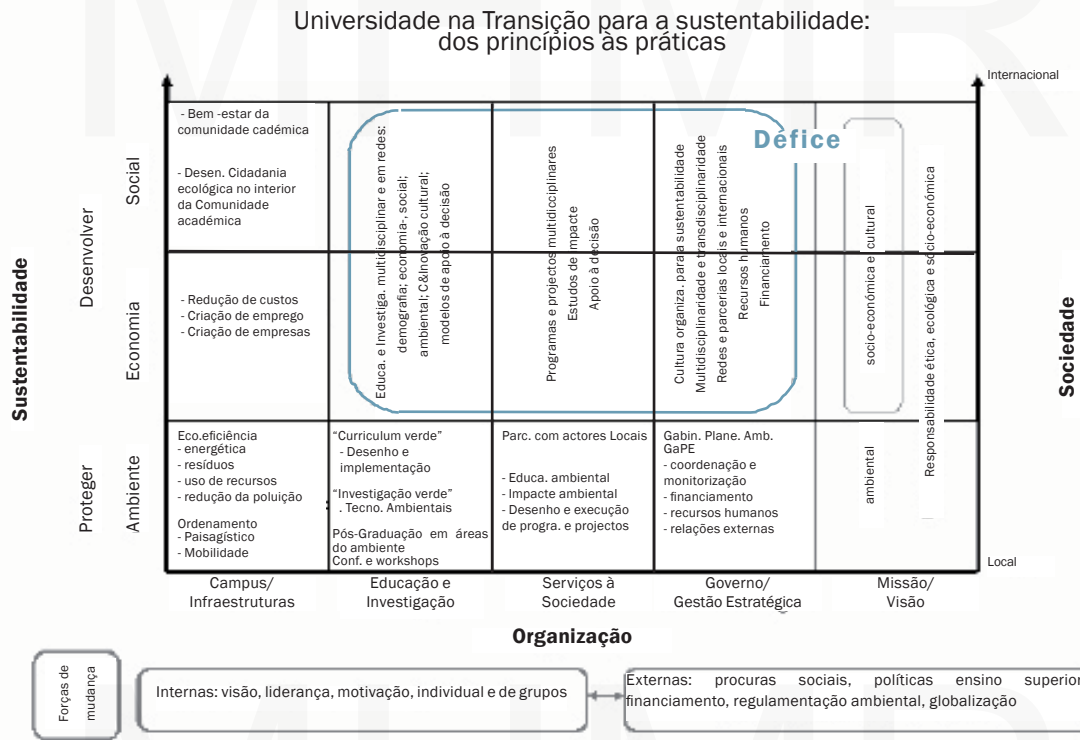 Universidade na Transição para a sustentabilidade:
dos princípios às práticas
Internacional
Sustentabilidade
Desenvolver
Social
Economia
Proteger
Ambiente
- Bem -estar da
comunidade cadémica
- Desen. Cidadania
ecológica no interior
da Comunidade
académica
- Redução de custos
- Criação de emprego
- Criação de empresas
Eco.eficiência
- energética
- resíduos
- uso de recursos
- redução da poluição
Ordenamento
- Paisagístico
- Mobilidade
Educa. e Investiga. multidisciplinar e em redes:
demografia; economia-, social;
ambiental; C&Inovação cultural;
modelos de apoio à decisão
"Curriculum verde"
- Desenho e
implementação
"Investigação verde"
. Tecno. Ambientais
Pós-Graduação em áreas
do ambiente
Conf. e workshops
Programas e projectos multidicciplinares
Estudos de impacte
Apoio à decisão
Parc. com actores Locais
- Educa. ambiental
- Impacte ambiental
- Desenho e execução
de progra. e projectos
Défice
Cultura organiza. para a sustentabilidade
Multidisciplinaridade e transdisciplinaridade
Redes e parcerias locais e internacionais
Recursos humanos
Financiamento
Gabin. Plane. Amb.
GaPE
- coordenação e
monitorização
- financiamento
- recursos humanos
- relações externas
socio-económica e cultural
ambiental
Responsabilidade ética, ecológica e sócio-económica
Sociedade
Local
Campus/
Infraestruturas
Educação e
Investigação
Serviços à
Sociedade
Governo/
Gestão Estratégica
Missão/
Visão
Organização
Forças de
mudança
Internas: visão, liderança, motivação, individual e de grupos
Externas: procuras sociais, políticas ensino superior
financiamento, regulamentação ambiental, globalização